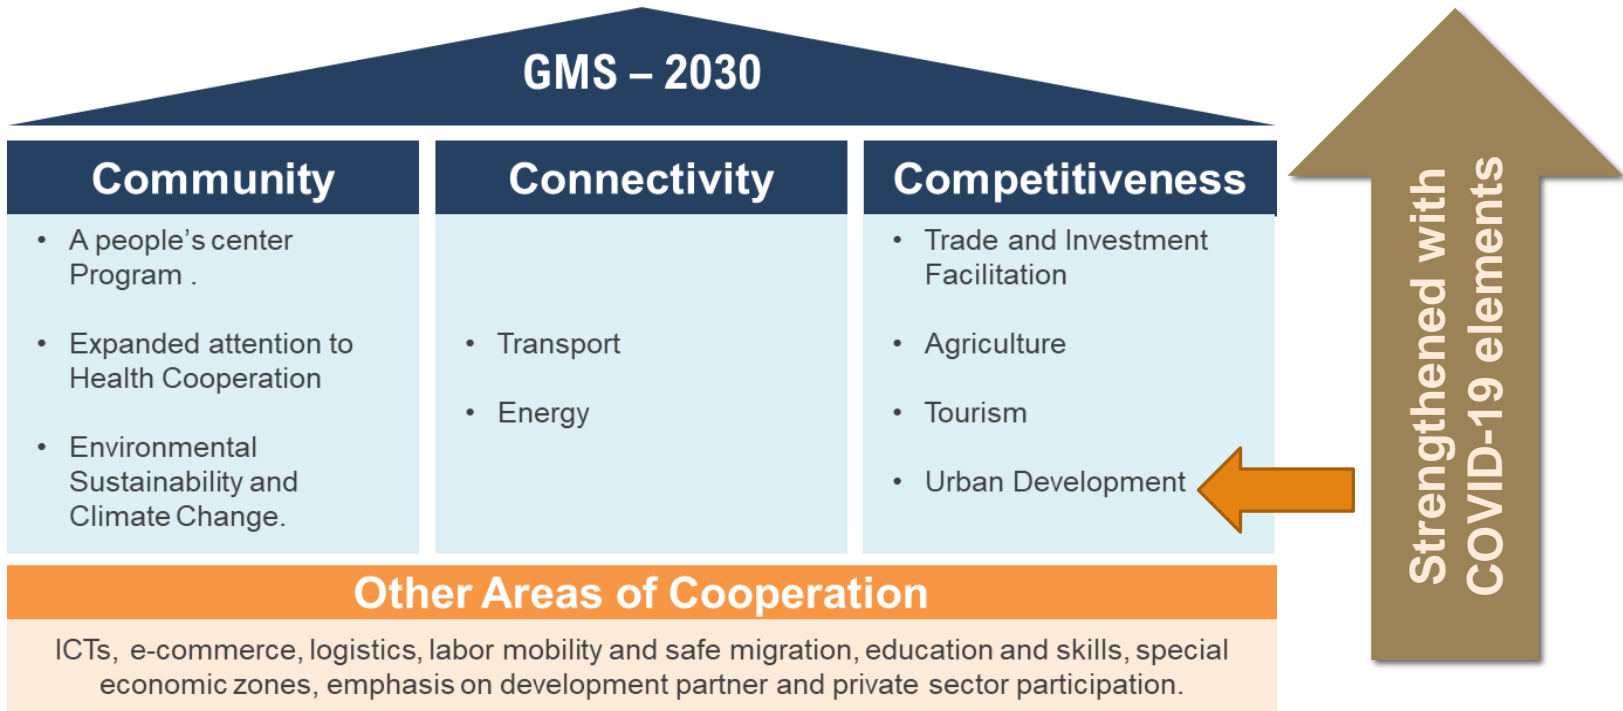 GMS – 2030
Community
• A people's center
Program .
• Expanded attention to
Health Cooperation
• Environmental
Sustainability and
Climate Change.
Connectivity
• Transport
• Energy
Competitiveness
• Trade and Investment
Facilitation
• Agriculture
• Tourism
• Urban Development
Other Areas of Cooperation
ICTs, e-commerce, logistics, labor mobility and safe migration, education and skills, special
economic zones, emphasis on development partner and private sector participation.
Strengthened with
COVID-19 elements